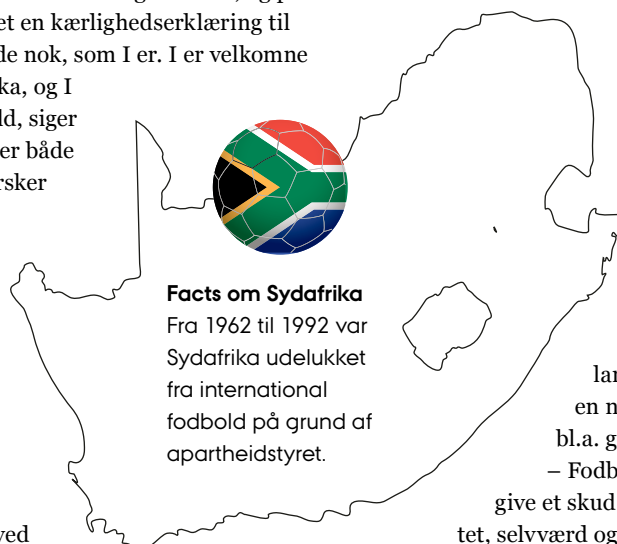 et en kærlighedserklæring til
de nok, som I er. I er velkomne
ka, og I
ld, siger
er både
rsker
Facts om Sydafrika
Fra 1962 til 1992 var
Sydafrika udelukket
fra international
fodbold på grund af
apartheidstyret.
lan
en n
bl.a. g
– Fodb
give et skud
tet, selvværd og
ved